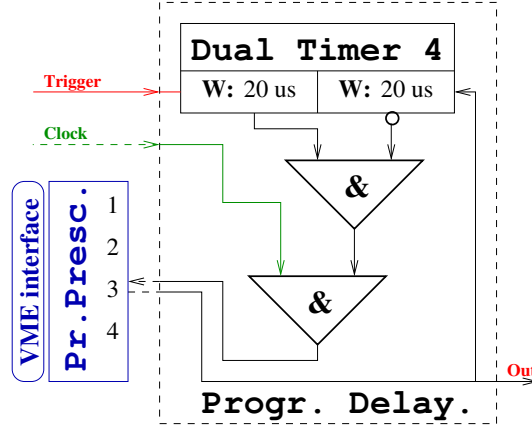 Dual Timer 4
W: 20 us
W: 20 us
Trigger
Clock
&
VME interface
Pr.Presc.
1
2
3
4
&
Out
Progr. Delay.